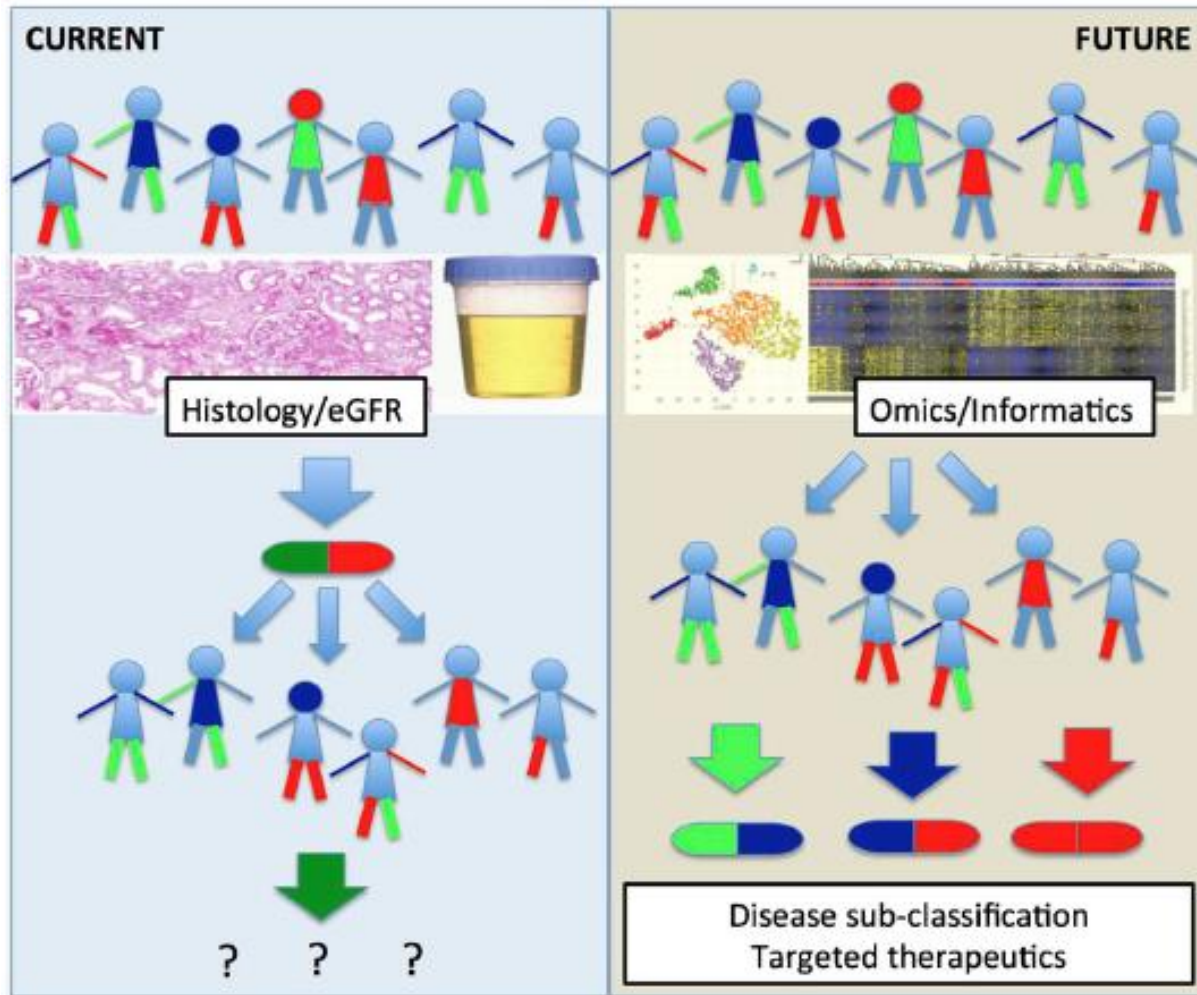 CURRENT
FUTURE
Histology/eGFR
Omics/Informatics
? ? ?
Disease sub-classification
Targeted therapeutics